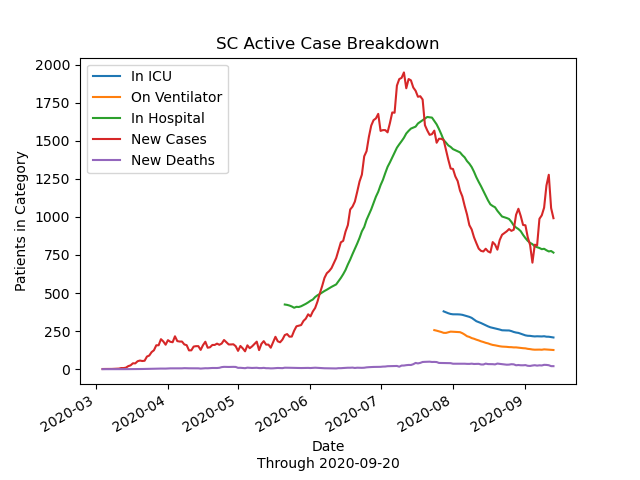 SC Active Case Breakdown
In ICU
On Ventilator
In Hospital
New Cases
New Deaths
Patients in Category
2000
1750
1500
1250
1000
750
500
250
0
2020-03
2020-04
2020-05
2020-06
2020-07
2020-08
2020-09
Date
Through 2020-09-20